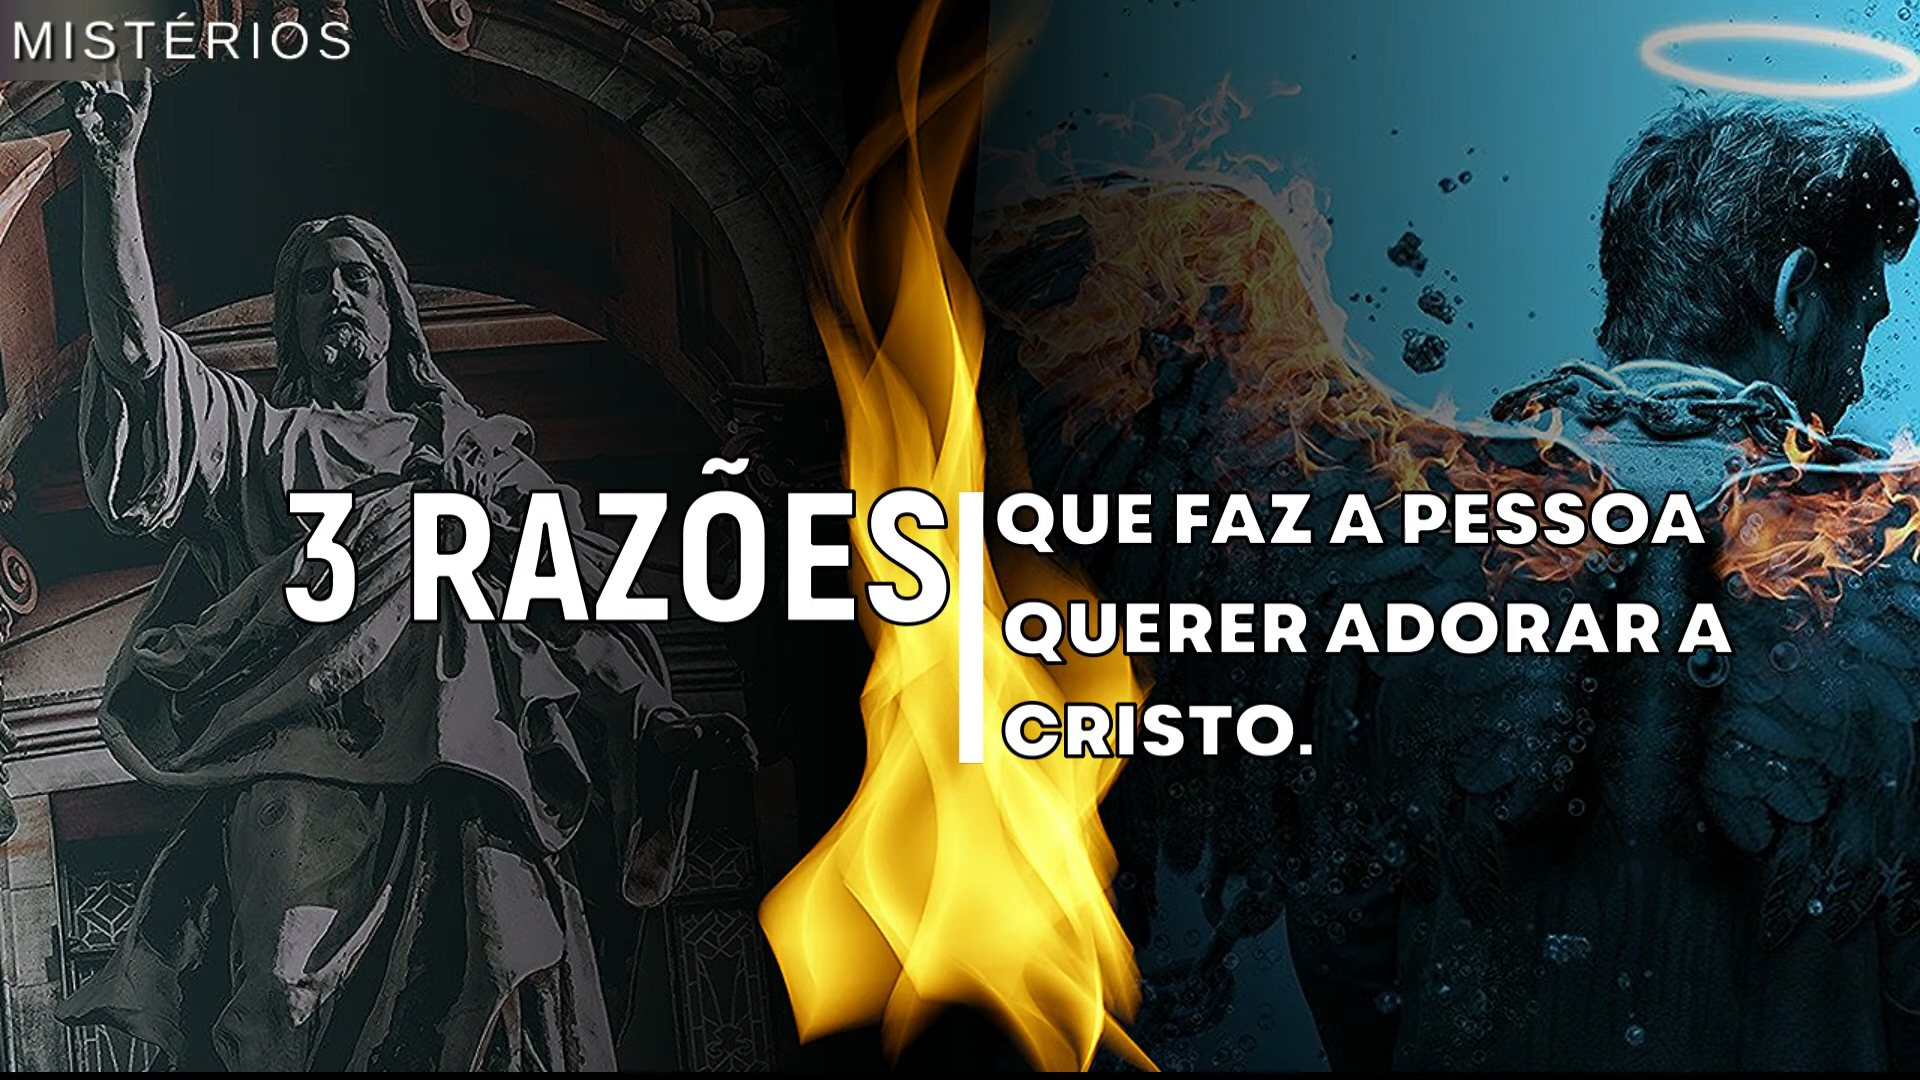 MISTÉRIOS
3 RAZÕES
QUE FAZ A PESSOA
QUERER ADORAR A
CRISTO.